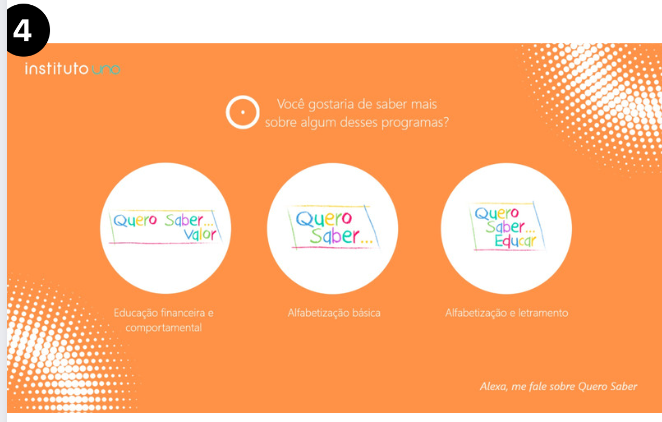 4
instituto uno
Você gostaria de saber mais
sobre algum desses programas?
Quero Saber...
Valor
Quero
Saber...
Quero
Saber...
Educar
Educação financeira e
comportamental
Alfabetização básica
Alfabetização e letramento
Alexa, me fale sobre Quero Saber